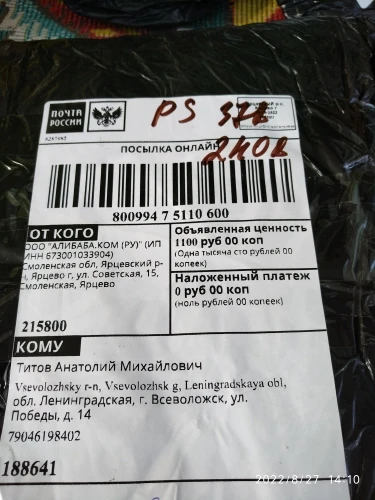 ПОЧТА
РОССИИ
PS 376
240в
ПОСЫЛКА ОНЛАЙН
800994 7 5110 600
ОТ КОГО
ООО "АЛИБАБА.КОМ (РУ)" (ИП
ИНН 673001033904)
Смоленская обл, Ярцевский р-
н, Ярцево г, ул. Советская, 15,
Смоленская, Ярцево
215800
Объявленная ценность
1100 руб 00 коп
(Одна тысяча сто рублей 00
копеек)
Наложенный платеж
0 руб 00 коп
(ноль рублей 00 копеек)
КОМУ
Титов Анатолий Михайлович
Vsevolozhsky r-n, Vsevolozhsk g, Leningradskaya obl,
обл. Ленинградская, г. Всеволожск, ул.
Победы, д. 14
79046198402
188641
2022/8/27 14:10